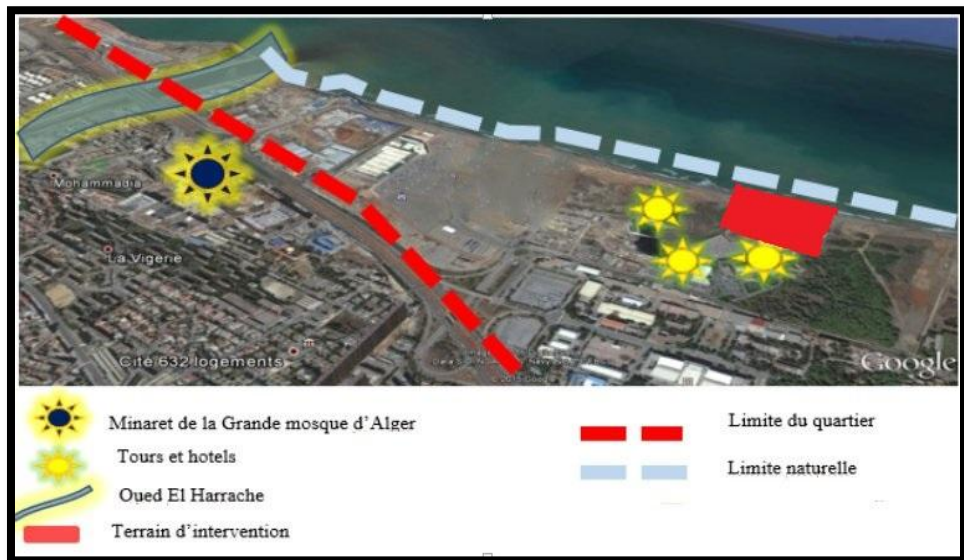 Mohammadia
La Vigerie
Cité 632 logements
Google
Minaret de la Grande mosque d'Alger
Tours et hotels
Oued El Harrache
Terrain d'intervention
Limite du quartier
Limite naturelle